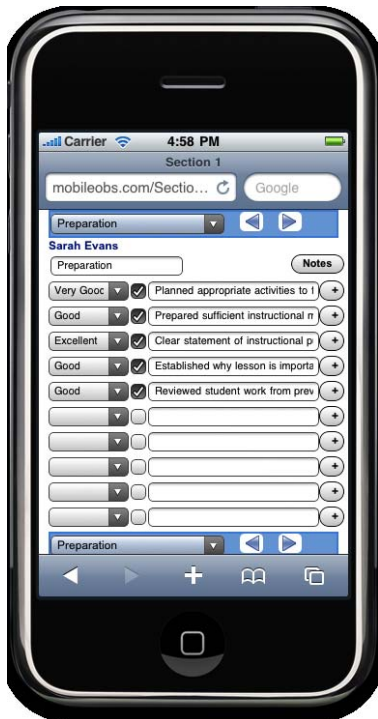 Carrier 4:58 PM
Section 1
mobileobs.com/Sectio... Google
Preparation
Sarah Evans
Preparation Notes
Very Good Planned appropriate activities to +
Good Prepared sufficient instructional +
Excellent Clear statement of instructional p +
Good Established why lesson is importa +
Good Reviewed student work from prev +
+
+
+
+
+
Preparation
+